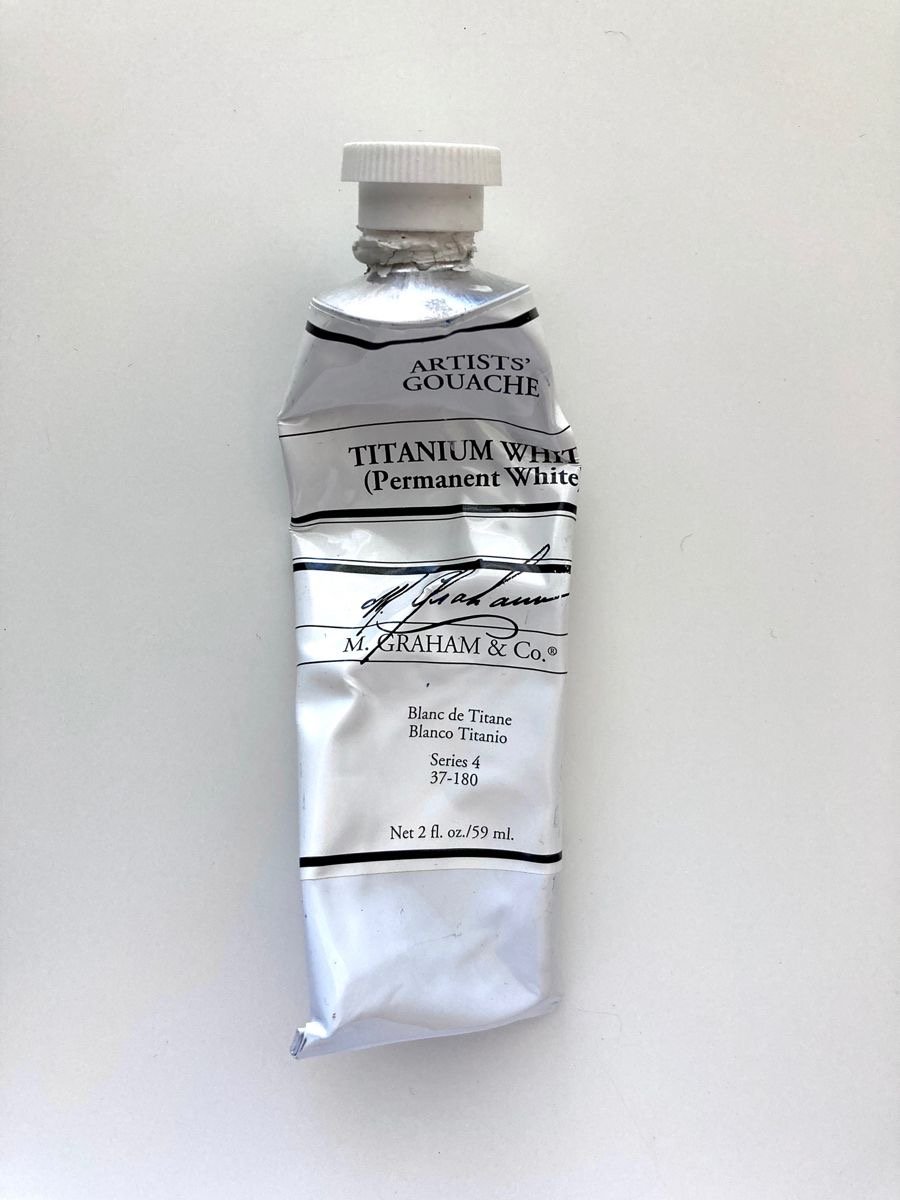 ARTISTS'
GOUACHE
TITANIUM WHIT
(Permanent White)
M. Graham
M. GRAHAM & Co.®
Blanc de Titane
Blanco Titanio
Series 4
37-180
Net 2 fl. oz./59 ml.